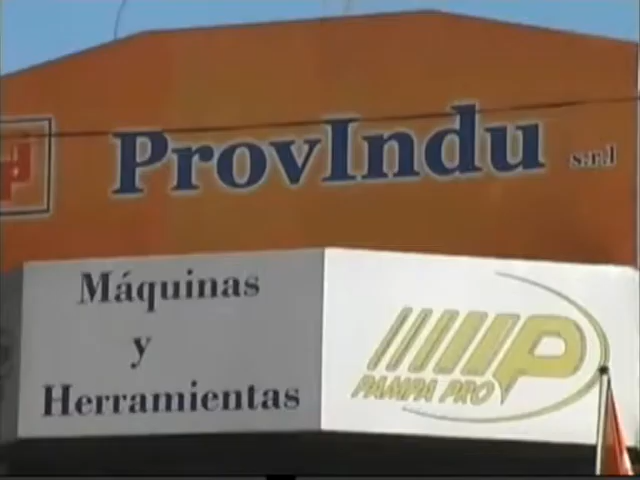 ProvIndu s.r.l
Máquinas
y
Herramientas
P
PAMPA PRO